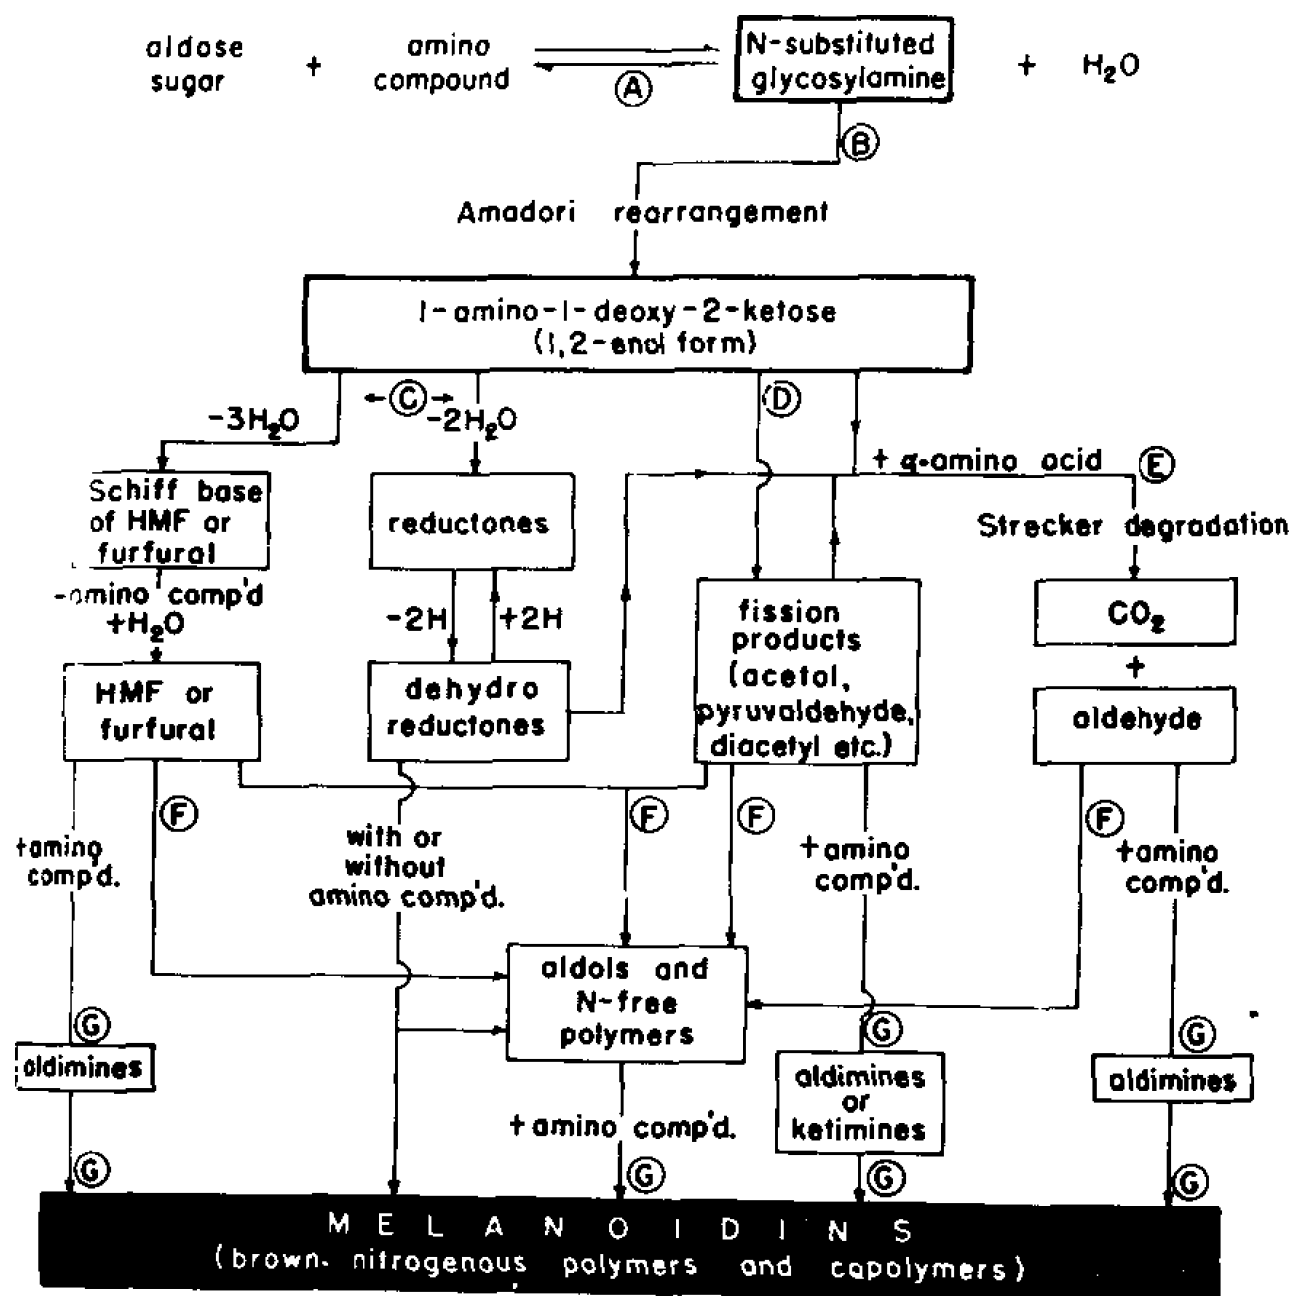 aldose
sugar
+
amino
compound
Ⓐ
N-substituted
glycosylamine
+
H₂O
Ⓑ
Amadori rearrangement
1-amino-1-deoxy-2-ketose
(1,2-enol form)
Ⓒ
Ⓓ
-3H₂O
-2H₂O
+ α-amino acid
Ⓔ
Schiff base
of HMF or
furfural
reductones
Strecker degradation
-amino comp'd
+H₂O
-2H
+2H
fission
products
(acetol,
pyruvaldehyde,
diacetyl etc.)
CO₂
+
aldehyde
HMF or
furfural
dehydro
reductones
Ⓕ
Ⓕ
Ⓕ
Ⓕ
+amino
comp'd.
with or
without
amino comp'd.
+amino
comp'd.
+amino
comp'd.
aldols and
N-free
polymers
Ⓖ
Ⓖ
Ⓖ
aldimines
aldimines
or
ketimines
aldimines
+amino comp'd.
Ⓖ
Ⓖ
Ⓖ
Ⓖ
MELANOIDINS
(brown. nitrogenous polymers and copolymers)